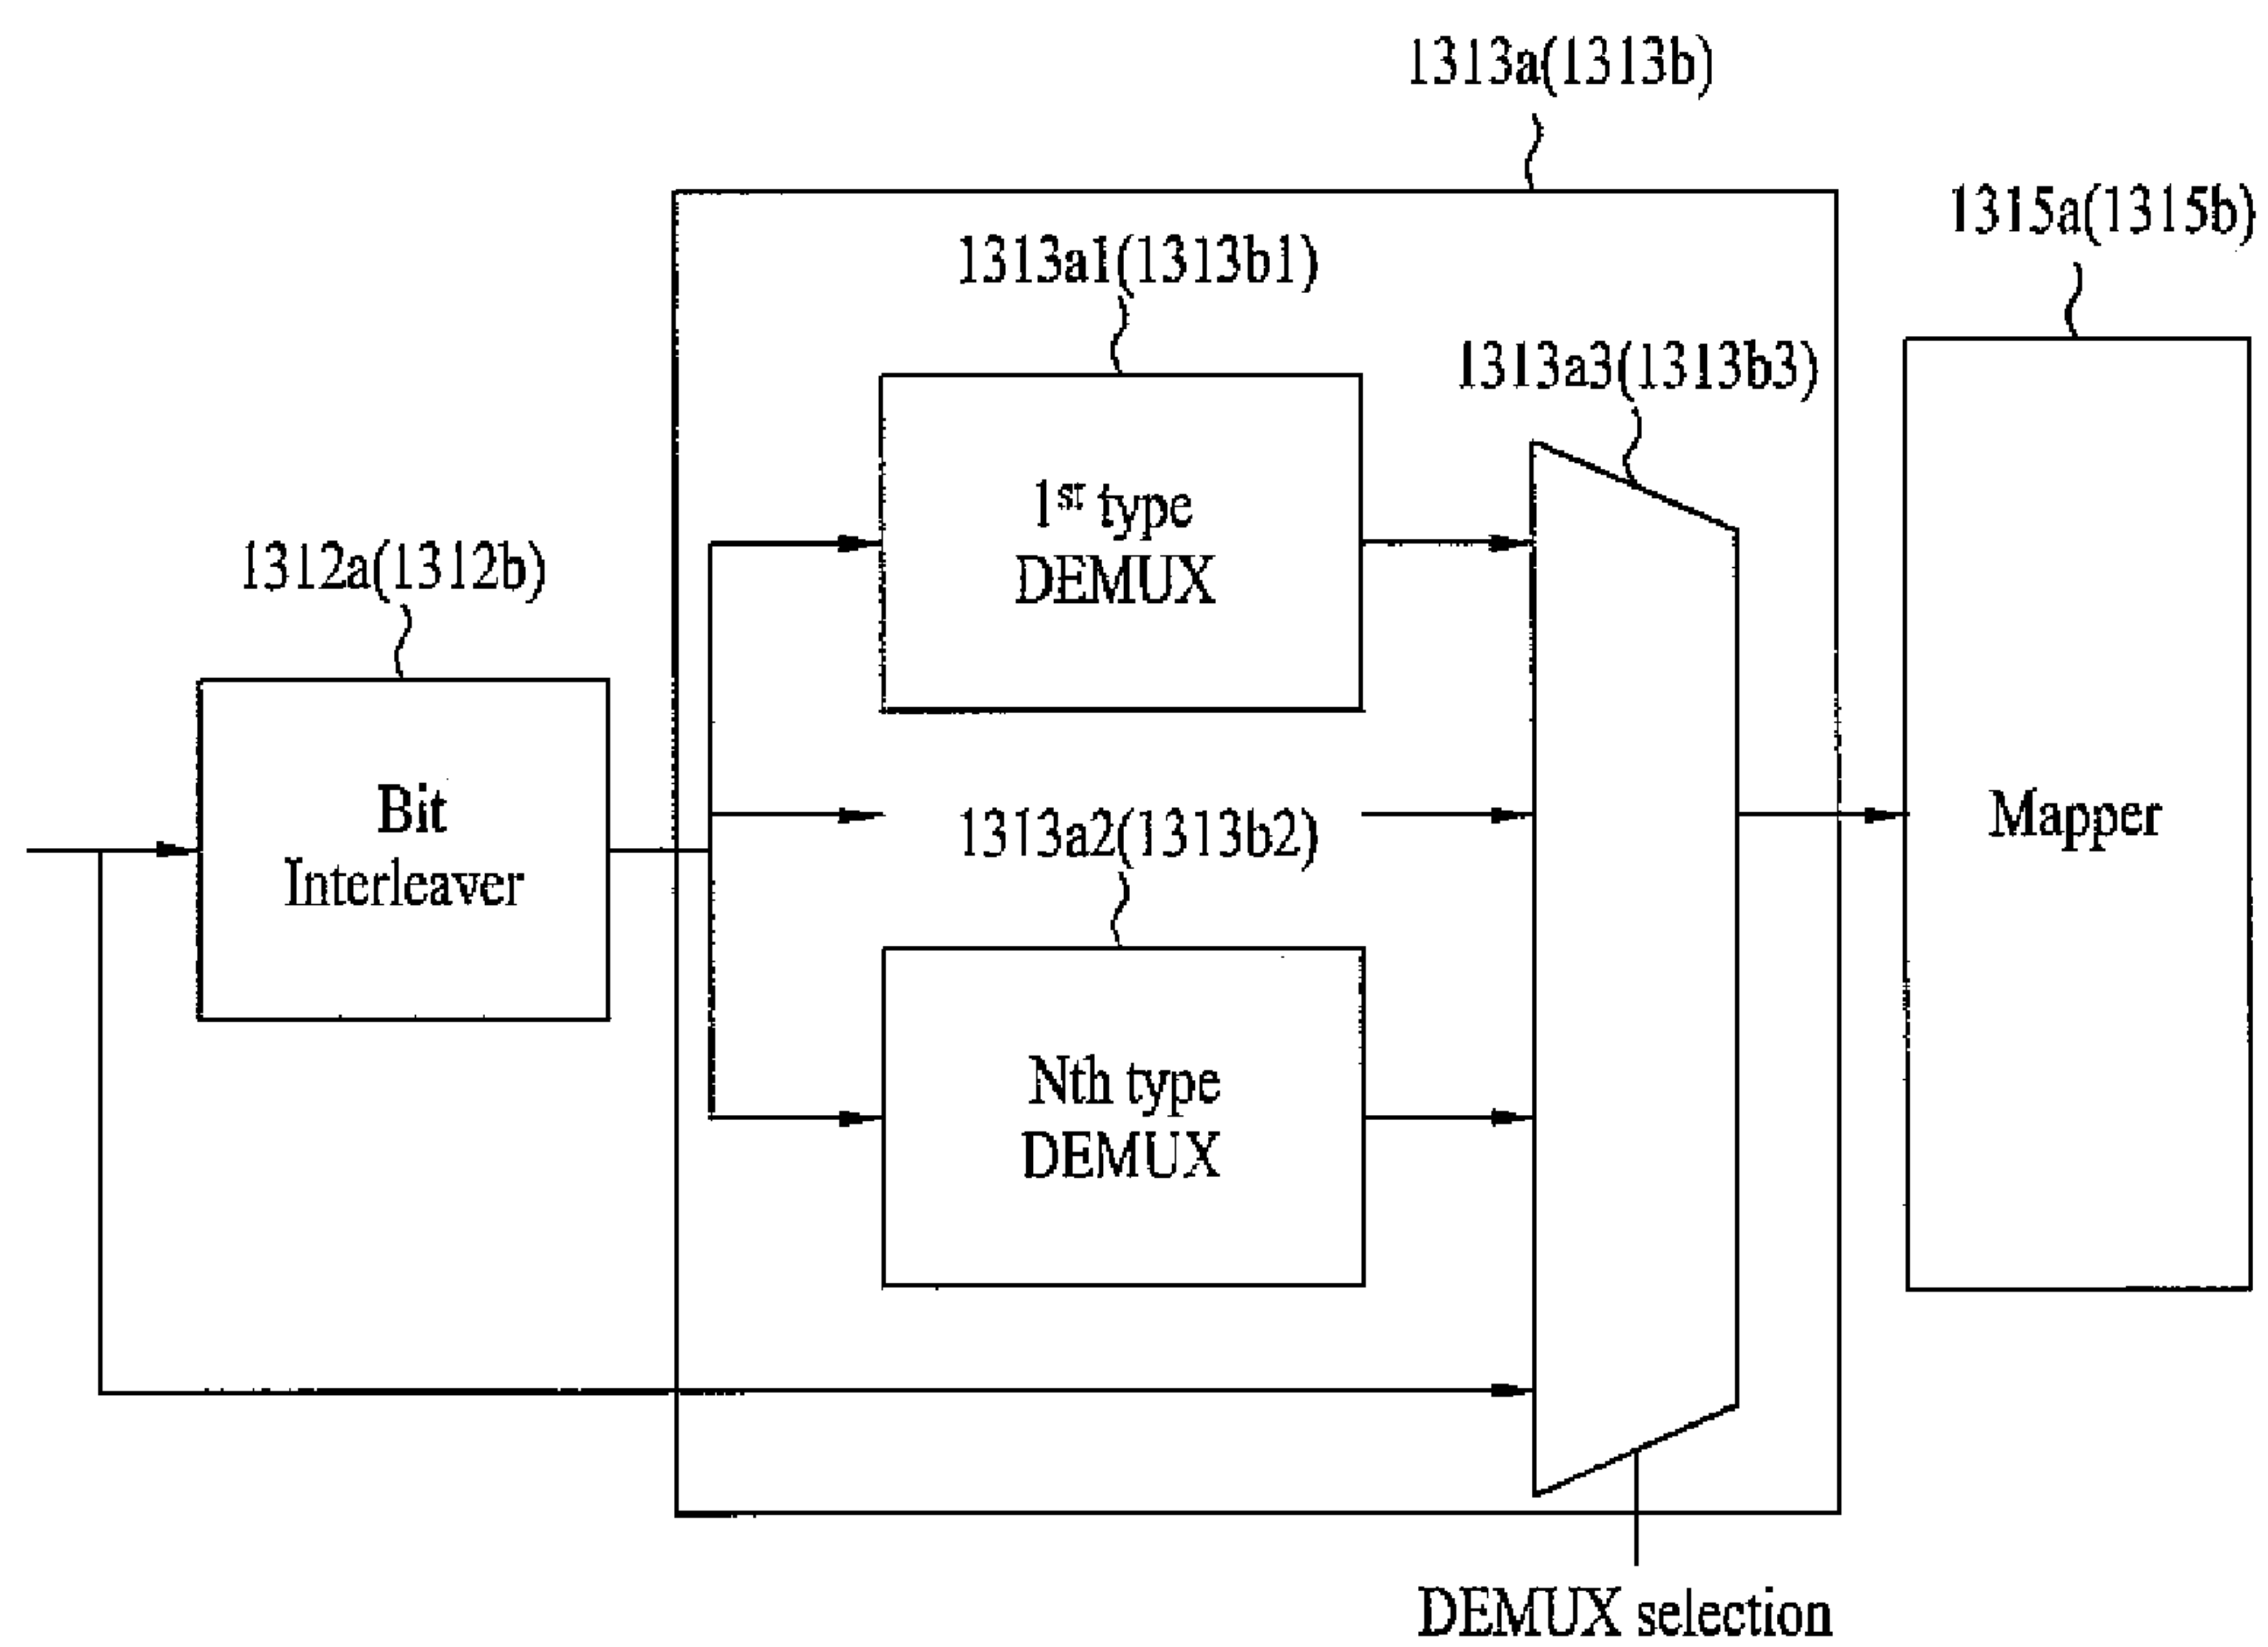 1313a(1313b)
1315a(1315b)
1313a1(1313b1)
1313a3(1313b3)
1st type
DEMUX
1312a(1312b)
Bit
Interleaver
1313a2(1313b2)
Mapper
Nth type
DEMUX
DEMUX selection